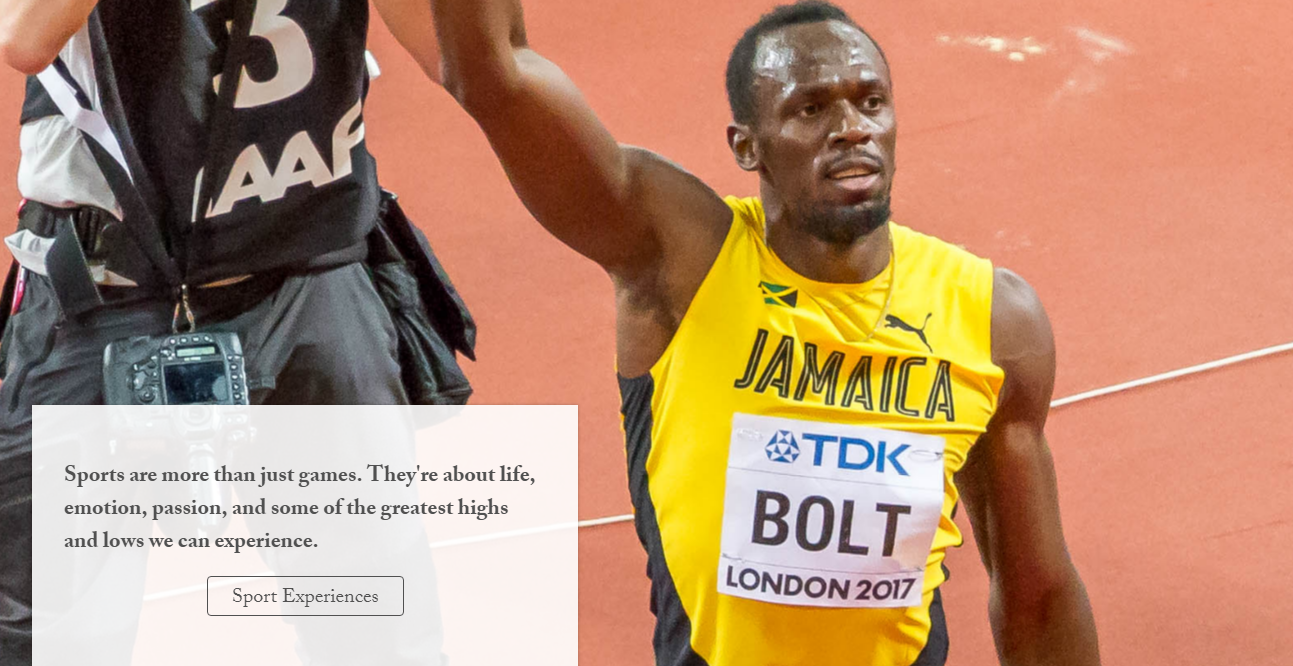 3
IAAF
JAMAICA
TDK
BOLT
LONDON 2017
Sports are more than just games. They're about life,
emotion, passion, and some of the greatest highs
and lows we can experience.
Sport Experiences